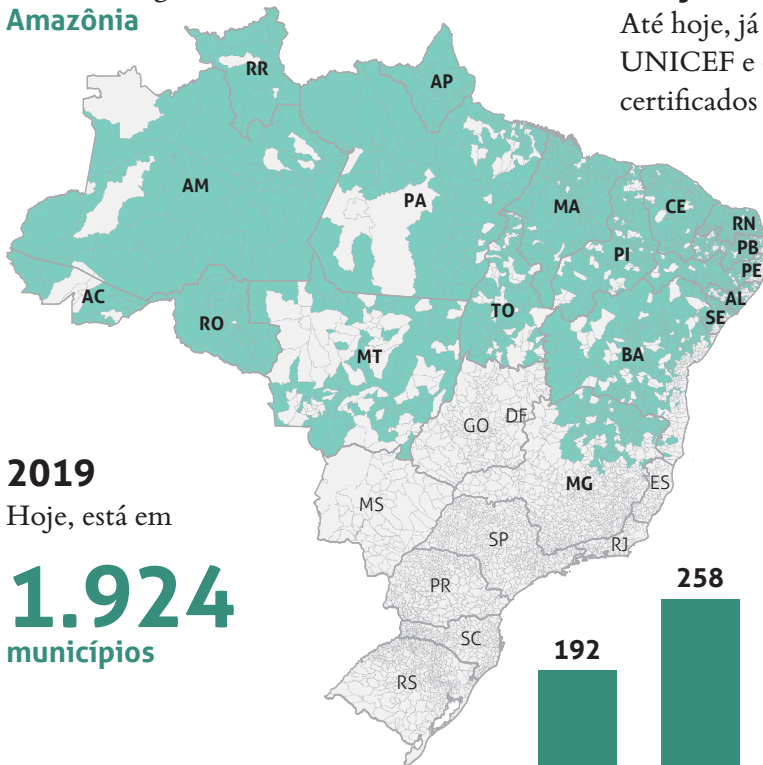 Amazônia
Até hoje, já
UNICEF e
certificados
RR
AP
AM
PA
MA
CE
RN
PB
PI
PE
AL
AC
TO
SE
RO
MT
BA
GO
DF
2019
Hoje, está em
1.924
municípios
MS
MG
ES
SP
RJ
PR
SC
RS
258
192